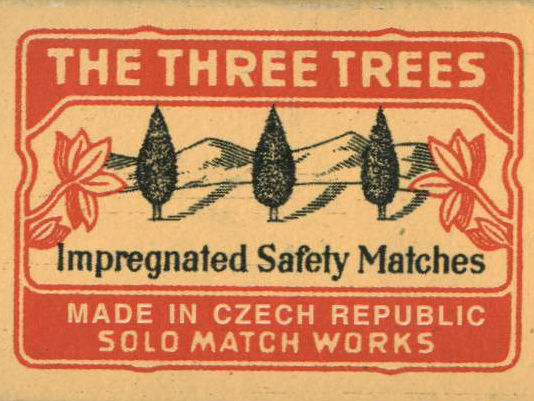 THE THREE TREES
Impregnated Safety Matches
MADE IN CZECH REPUBLIC
SOLO MATCH WORKS